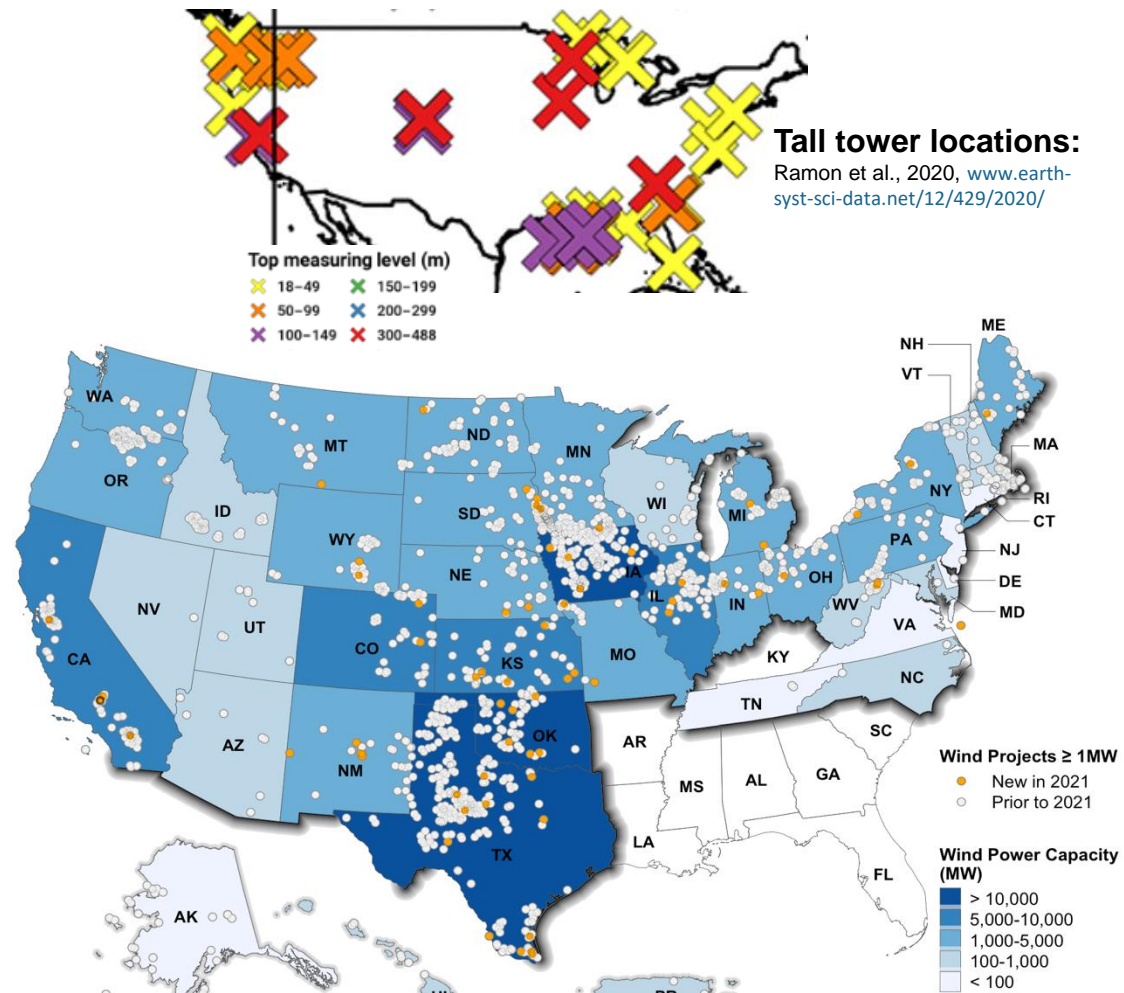 Tall tower locations:
Ramon et al., 2020, www.earth-
syst-sci-data.net/12/429/2020/
Top measuring level (m)
18–49
150–199
50–99
200–299
100–149
300–488
ME
NH
VT
WA
MT
ND
MN
MA
OR
ID
SD
WI
MI
NY
RI
CT
WY
PA
NJ
NE
IA
OH
DE
IL
IN
WV
MD
NV
UT
VA
CO
CA
KS
MO
KY
NC
TN
AZ
NM
OK
AR
SC
MS
AL
GA
LA
TX
FL
AK
Wind Projects ≥ 1MW
New in 2021
Prior to 2021
Wind Power Capacity
(MW)
> 10,000
5,000-10,000
1,000-5,000
100-1,000
< 100